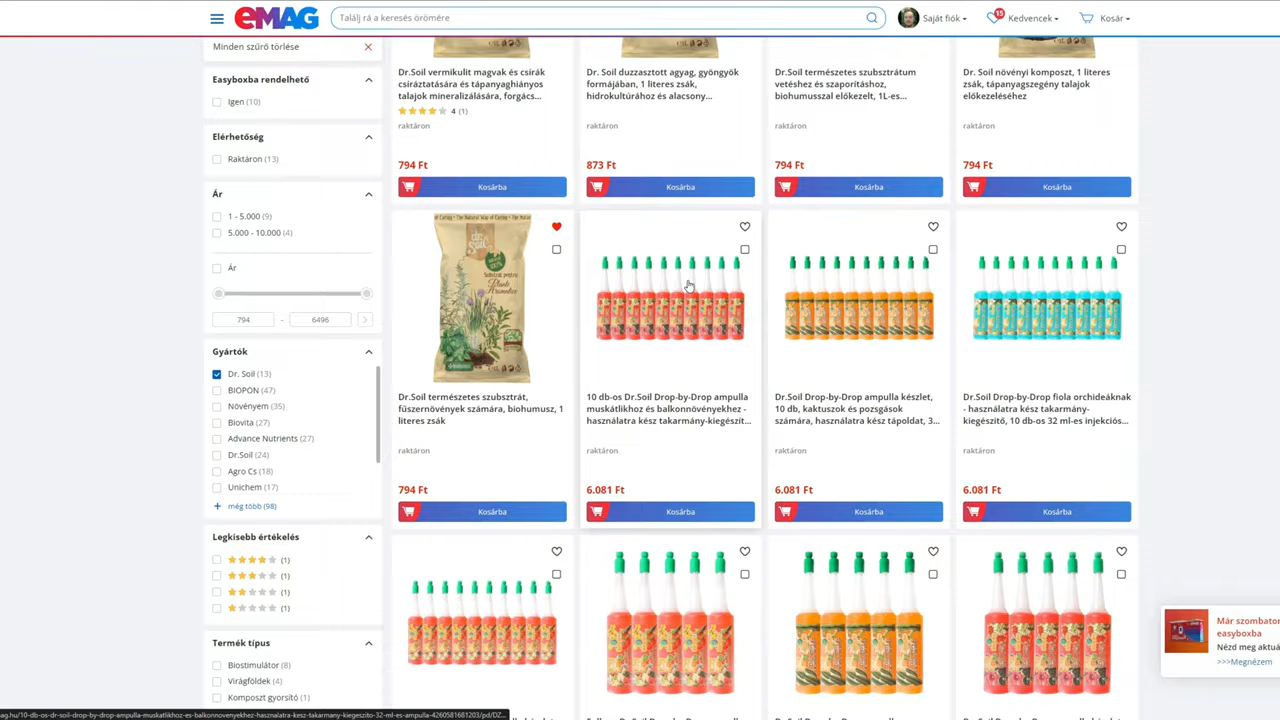 eMAG
Találj rá a keresés örömére
Saját fiók
15
Kedvencek
Kosár
Minden szűrő törlése
Easyboxba rendelhető
Igen (10)
Elérhetőség
Raktáron (13)
Ár
1 - 5.000 (9)
5.000 - 10.000 (4)
Ár
794 - 6496
Gyártók
Dr. Soil (13)
BIOPON (47)
Növényem (35)
Biovita (27)
Advance Nutrients (27)
Dr.Soil (24)
Agro Cs (18)
Unichem (17)
még több (98)
Legkisebb értékelés
(1)
(1)
(1)
(1)
Termék típus
Biostimulátor (8)
Virágföldek (4)
Komposzt gyorsító (1)
Dr.Soil vermikulit magvak és csírák
csíráztatására és tápanyaghiányos
talajok mineralizálására, forgács...
4 (1)
raktáron
794 Ft
Kosárba
Dr. Soil duzzasztott agyag, gyöngyök
formájában, 1 literes zsák,
hidrokultúrához és alacsony...
raktáron
873 Ft
Kosárba
Dr.Soil természetes szubsztrátum
vetéshez és szaporításhoz,
biohumusszal előkezelt, 1L-es...
raktáron
794 Ft
Kosárba
Dr. Soil növényi komposzt, 1 literes
zsák, tápanyagszegény talajok
előkezeléséhez
raktáron
794 Ft
Kosárba
dr.
Soil
Plante
Aromatice
Dr.Soil természetes szubsztrát,
fűszernövények számára, biohumusz, 1
literes zsák
raktáron
794 Ft
Kosárba
10 db-os Dr.Soil Drop-by-Drop ampulla
muskátlikhoz és balkonnövényekhez -
használatra kész takarmány-kiegészít...
raktáron
6.081 Ft
Kosárba
Dr.Soil Drop-by-Drop ampulla készlet,
10 db, kaktuszok és pozsgások
számára, használatra kész tápoldat, 3...
raktáron
6.081 Ft
Kosárba
Dr.Soil Drop-by-Drop fiola orchideáknak
- használatra kész takarmány-
kiegészítő, 10 db-os 32 ml-es injekciós...
raktáron
6.081 Ft
Kosárba
Már szombaton
easyboxba
Nézd meg aktuá
>>>Megnézem